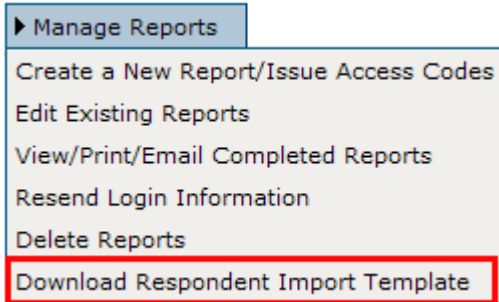 Manage Reports
Create a New Report/Issue Access Codes
Edit Existing Reports
View/Print/Email Completed Reports
Resend Login Information
Delete Reports
Download Respondent Import Template